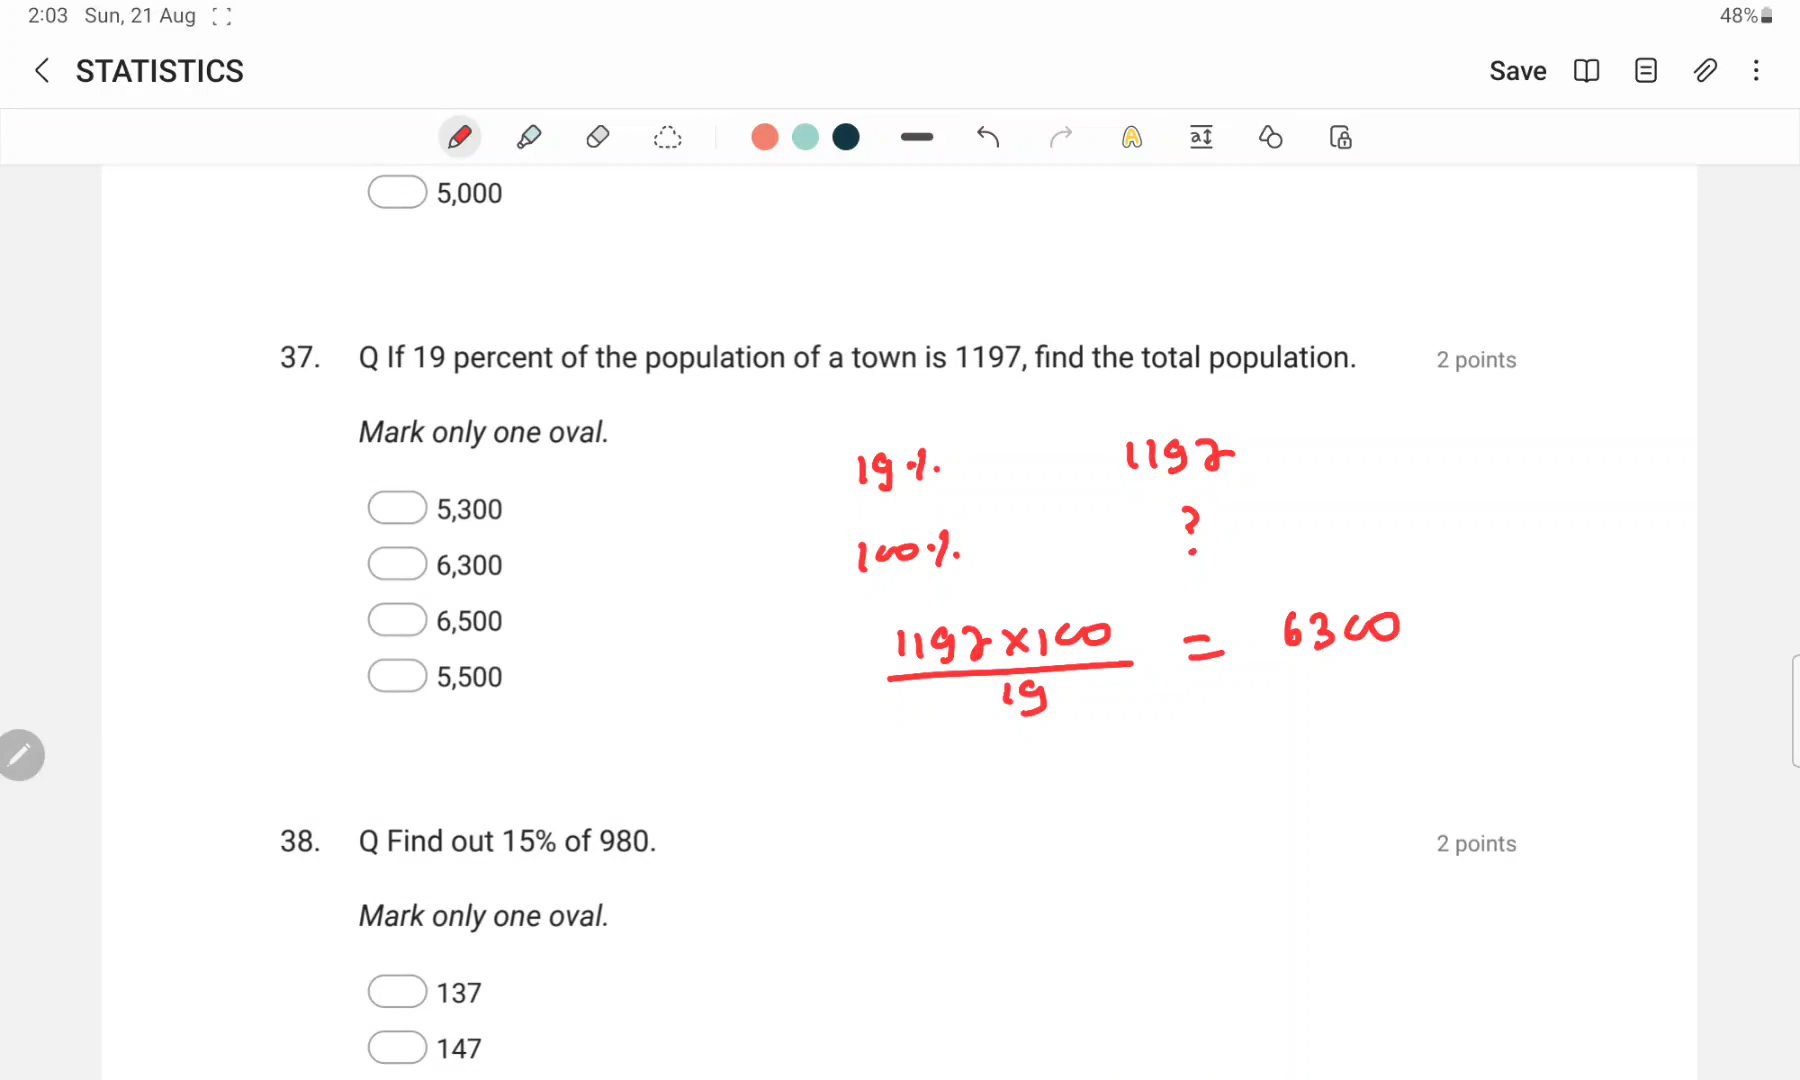 2:03 Sun, 21 Aug 48%
STATISTICS Save
5,000
37. Q If 19 percent of the population of a town is 1197, find the total population. 2 points
Mark only one oval.
19% 1197
5,300
100% ?
6,300
6,500
1197×100 = 6300
19
5,500
38. Q Find out 15% of 980. 2 points
Mark only one oval.
137
147